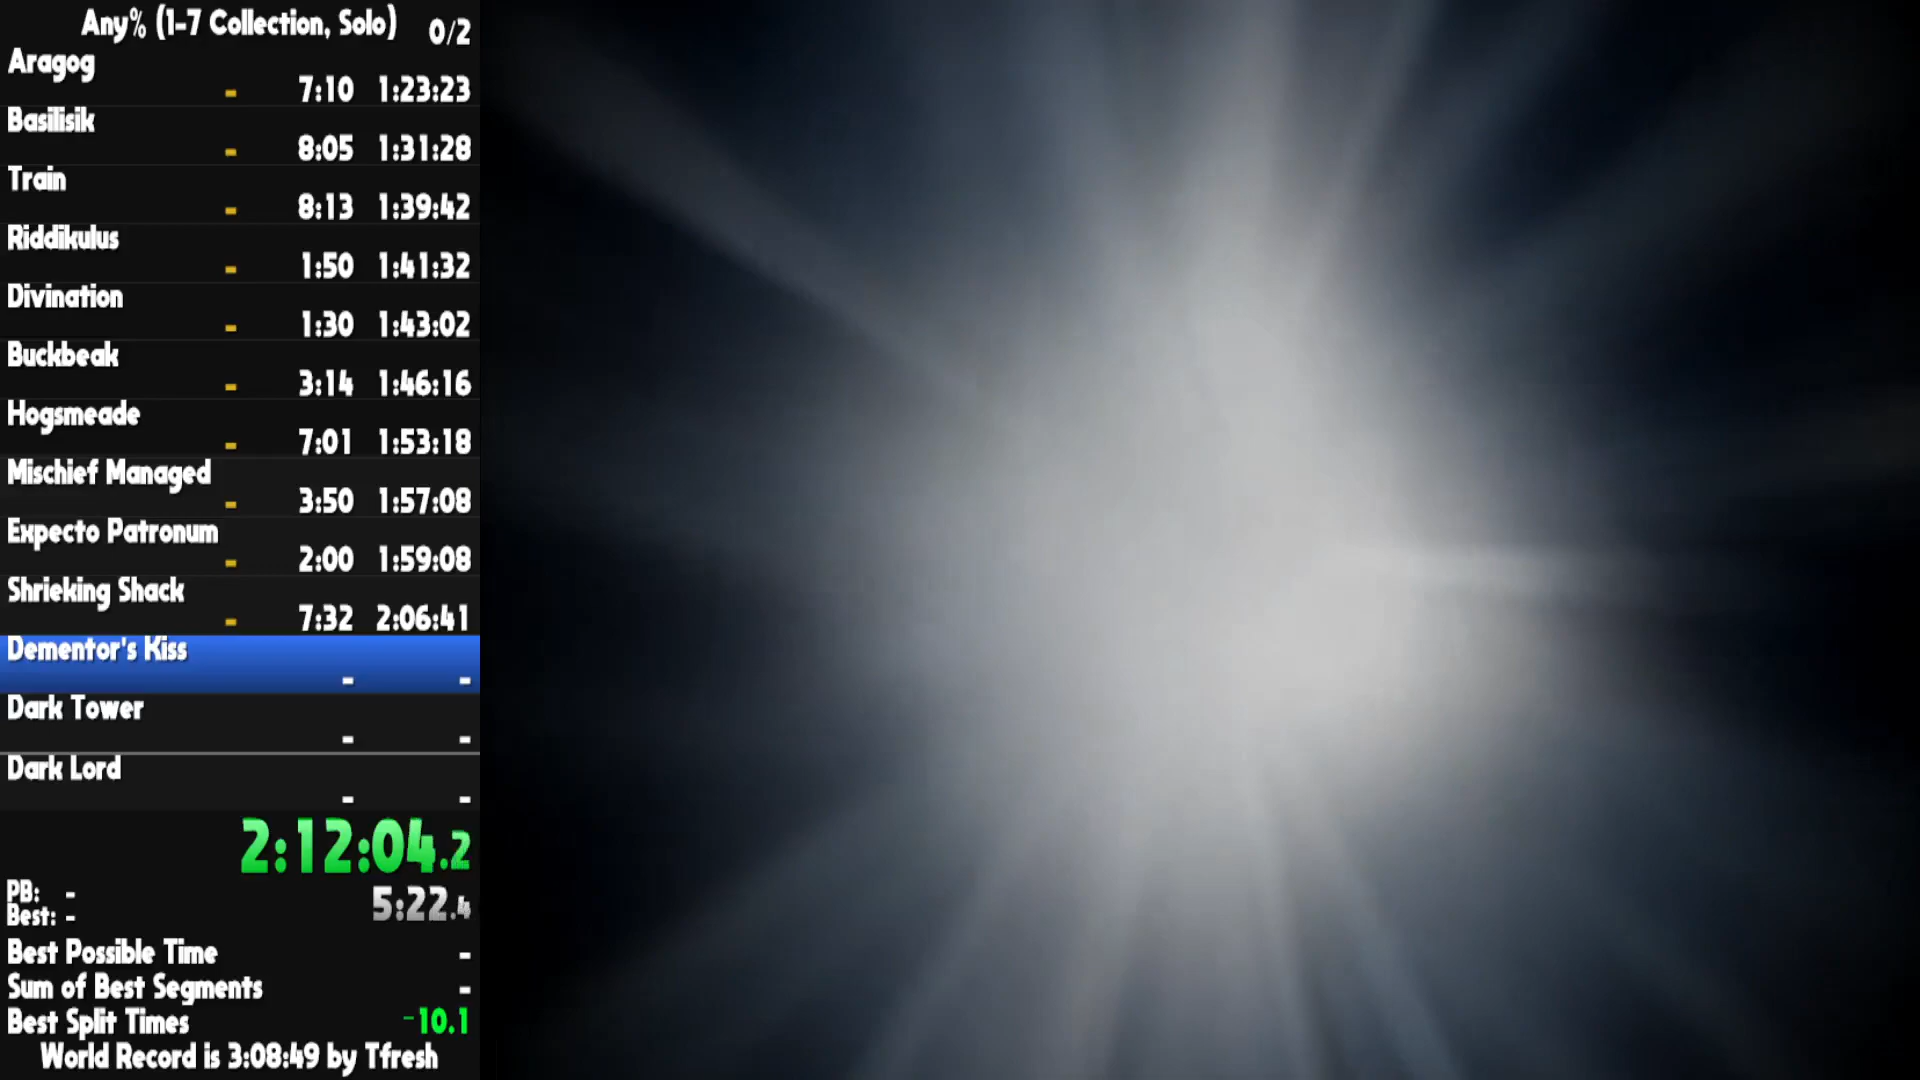 Any% (1-7 Collection, Solo) 0/2
Aragog
- 7:10 1:23:23
Basilisik
- 8:05 1:31:28
Train
- 8:13 1:39:42
Riddikulus
- 1:50 1:41:32
Divination
- 1:30 1:43:02
Buckbeak
- 3:14 1:46:16
Hogsmeade
- 7:01 1:53:18
Mischief Managed
- 3:50 1:57:08
Expecto Patronum
- 2:00 1:59:08
Shrieking Shack
- 7:32 2:06:41
Dementor's Kiss
- -
Dark Tower
- -
Dark Lord
- -
2:12:04.2
PB: -
5:22.4
Best: -
Best Possible Time -
Sum of Best Segments -
Best Split Times -10.1
World Record is 3:08:49 by Tfresh